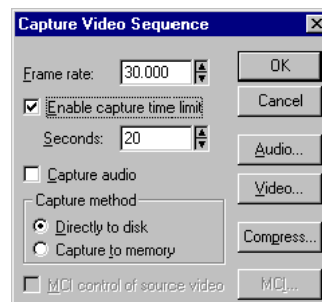 Capture Video Sequence
Frame rate: 30.000
OK
Enable capture time limit
Cancel
Seconds: 20
Audio...
Capture audio
Video...
Capture method
Directly to disk
Compress...
Capture to memory
MCI control of source video
MCI...